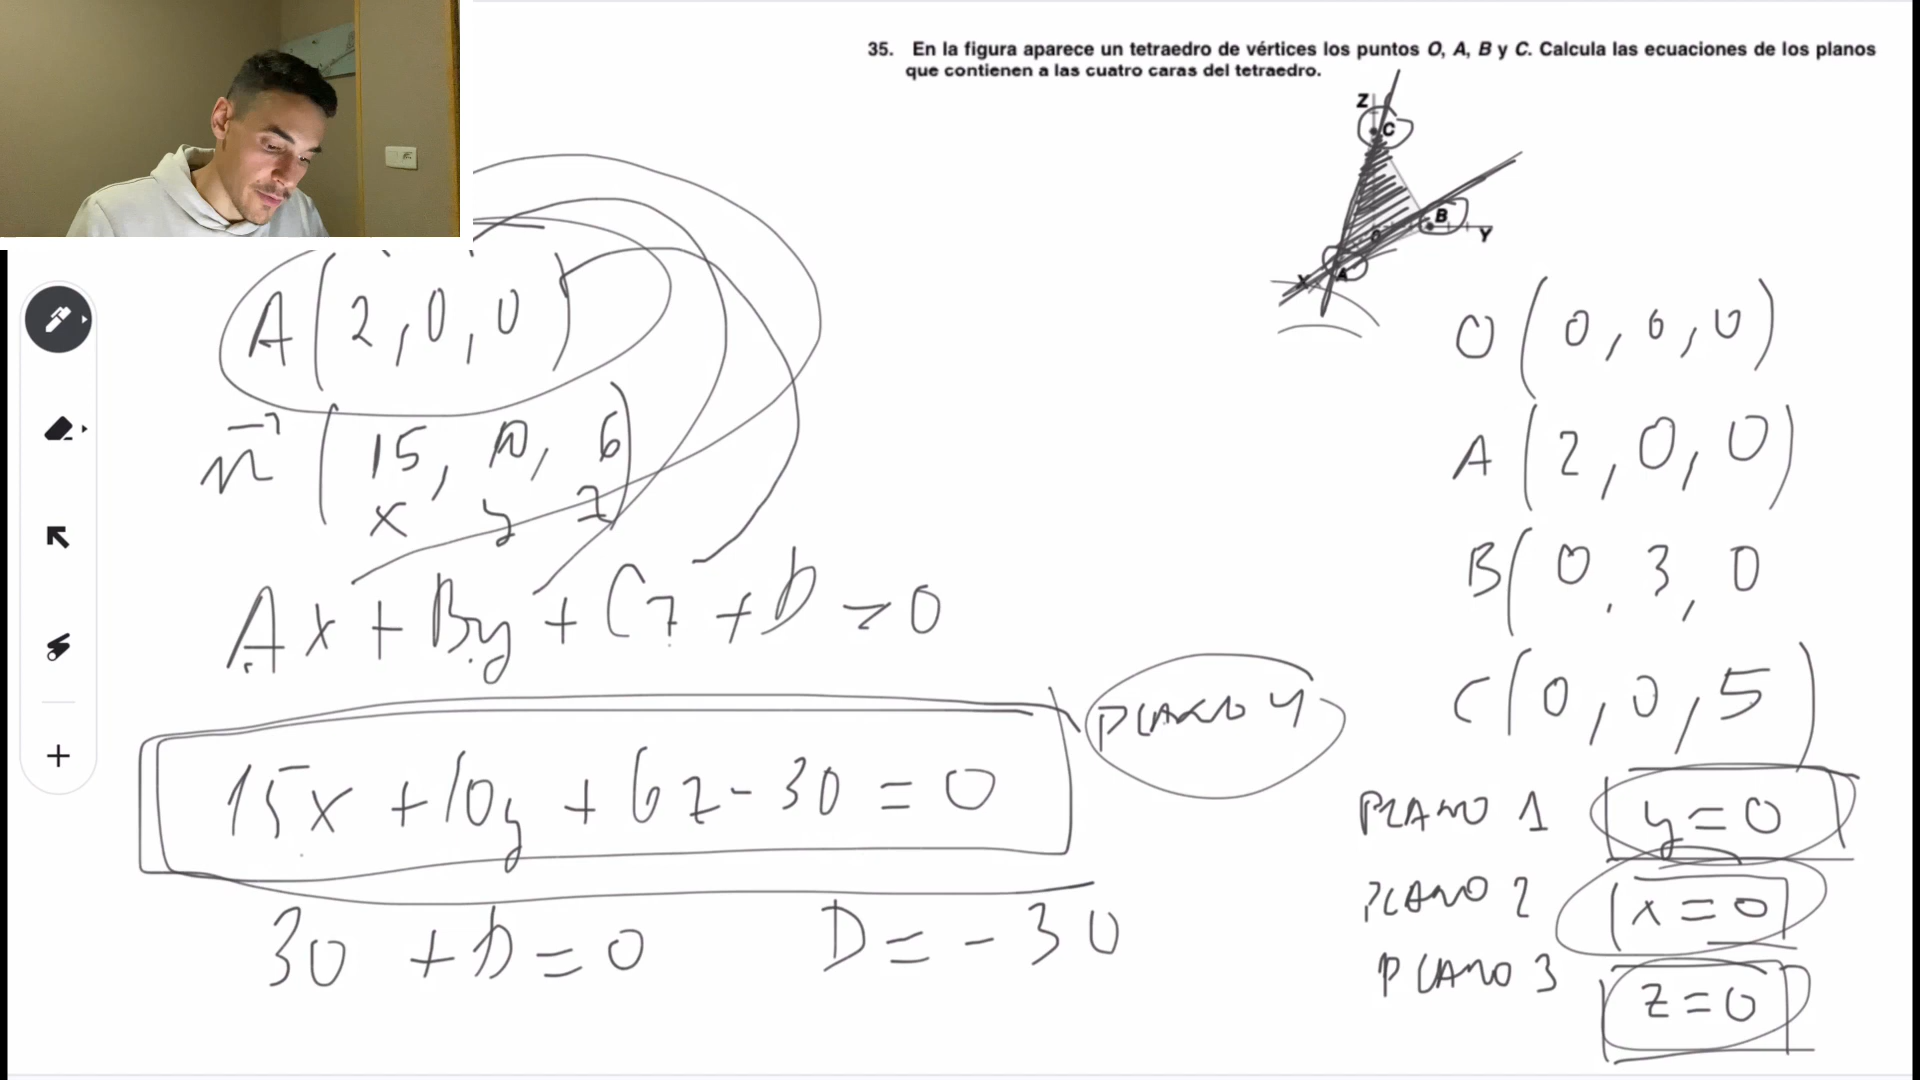 35. En la figura aparece un tetraedro de vértices los puntos O, A, B y C. Calcula las ecuaciones de los planos
que contienen a las cuatro caras del tetraedro.
Z
C
B
O
Y
X
A
A(2,0,0)
n(15, 10, 6)
x y z
Ax + By + Cz + D = 0
15x + 10y + 6z - 30 = 0
PLANO 4
30 + D = 0 D = -30
O(0,0,0)
A(2,0,0)
B(0,3,0
C(0,0,5)
PLANO 1 y=0
PLANO 2 x=0
PLANO 3 z=0